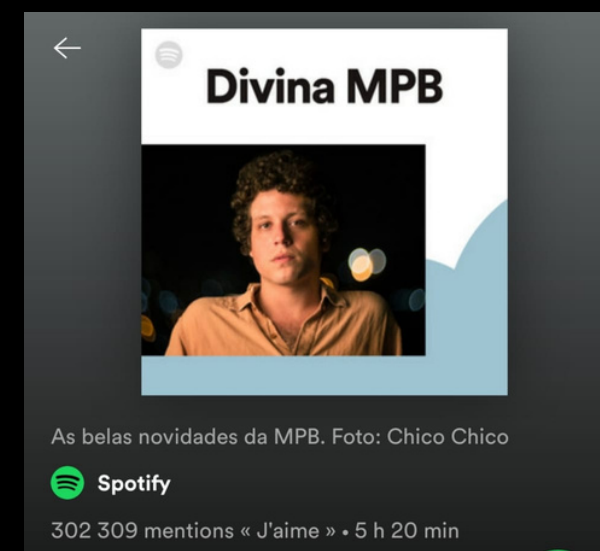 Divina MPB
As belas novidades da MPB. Foto: Chico Chico
Spotify
302 309 mentions « J'aime » • 5 h 20 min